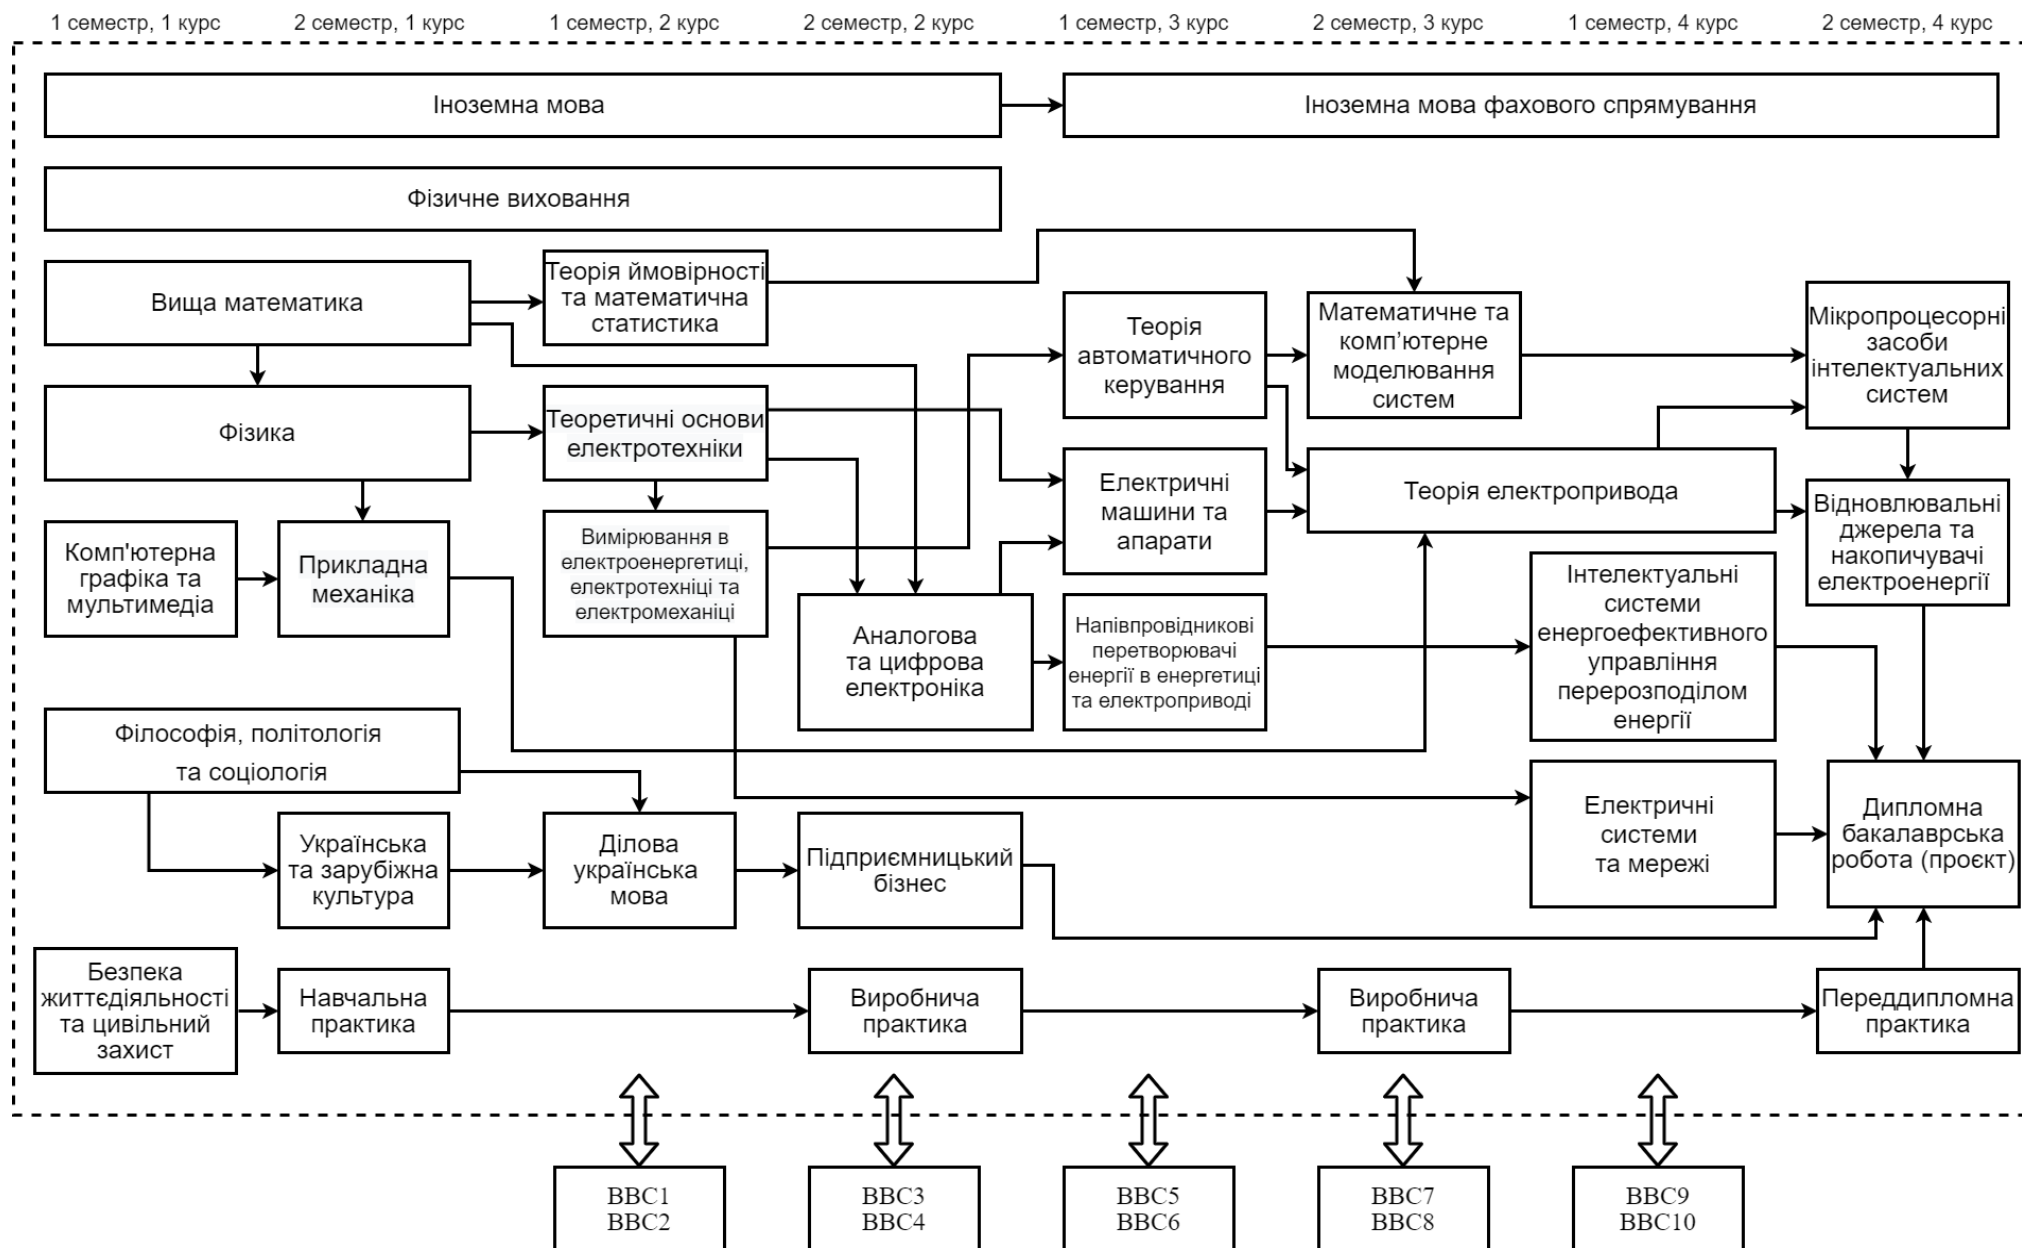 1 семестр, 1 курс
2 семестр, 1 курс
1 семестр, 2 курс
2 семестр, 2 курс
1 семестр, 3 курс
2 семестр, 3 курс
1 семестр, 4 курс
2 семестр, 4 курс
Іноземна мова
Іноземна мова фахового спрямування
Фізичне виховання
Вища математика
Теорія ймовірності
та математична
статистика
Теорія
автоматичного
керування
Математичне та
комп’ютерне
моделювання
систем
Мікропроцесорні
засоби
інтелектуальних
систем
Фізика
Теоретичні основи
електротехніки
Електричні
машини та
апарати
Теорія електропривода
Відновлювальні
джерела та
накопичувачі
електроенергії
Комп'ютерна
графіка та
мультимедіа
Прикладна
механіка
Вимірювання в
електроенергетиці,
електротехніці та
електромеханіці
Аналогова
та цифрова
електроніка
Напівпровідникові
перетворювачі
енергії в енергетиці
та електроприводі
Інтелектуальні
системи
енергоефективного
управління
перерозподілом
енергії
Філософія, політологія
та соціологія
Українська
та зарубіжна
культура
Ділова
українська
мова
Підприємницький
бізнес
Електричні
системи
та мережі
Дипломна
бакалаврська
робота (проєкт)
Безпека
життєдіяльності
та цивільний
захист
Навчальна
практика
Виробнича
практика
Виробнича
практика
Переддипломна
практика
ВВС1
ВВС2
ВВС3
ВВС4
ВВС5
ВВС6
ВВС7
ВВС8
ВВС9
ВВС10